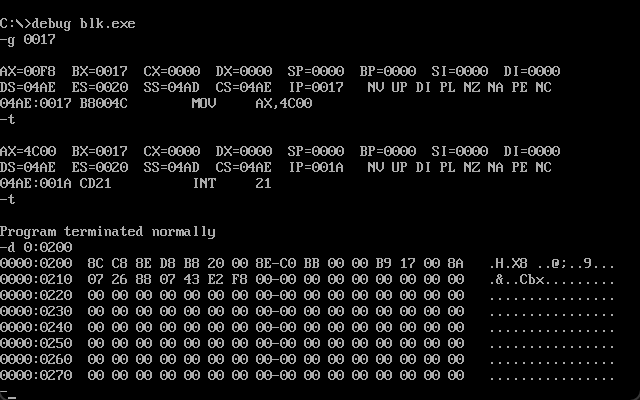 C:\>debug blk.exe
-g 0017
AX=00F8  BX=0017  CX=0000  DX=0000  SP=0000  BP=0000  SI=0000  DI=0000
DS=04AE  ES=0020  SS=04AD  CS=04AE  IP=0017   NV UP DI PL NZ NA PE NC
04AE:0017 B8004C        MOV     AX,4C00
-t
AX=4C00  BX=0017  CX=0000  DX=0000  SP=0000  BP=0000  SI=0000  DI=0000
DS=04AE  ES=0020  SS=04AD  CS=04AE  IP=001A   NV UP DI PL NZ NA PE NC
04AE:001A CD21          INT     21
-t
Program terminated normally
-d 0:0200
0000:0200  8C C8 8E D8 B8 20 00 8E-C0 BB 00 00 B9 17 00 8A   .H.X8 ..@;..9...
0000:0210  07 26 88 07 43 E2 F8 00-00 00 00 00 00 00 00 00   .&..Cbx.........
0000:0220  00 00 00 00 00 00 00 00-00 00 00 00 00 00 00 00   ................
0000:0230  00 00 00 00 00 00 00 00-00 00 00 00 00 00 00 00   ................
0000:0240  00 00 00 00 00 00 00 00-00 00 00 00 00 00 00 00   ................
0000:0250  00 00 00 00 00 00 00 00-00 00 00 00 00 00 00 00   ................
0000:0260  00 00 00 00 00 00 00 00-00 00 00 00 00 00 00 00   ................
0000:0270  00 00 00 00 00 00 00 00-00 00 00 00 00 00 00 00   ................
-_